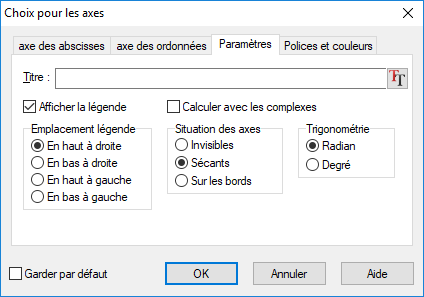 Choix pour les axes
axe des abscisses axe des ordonnées Paramètres Polices et couleurs
Titre :
TT
Afficher la légende Calculer avec les complexes
Emplacement légende
En haut à droite
En bas à droite
En haut à gauche
En bas à gauche
Situation des axes
Invisibles
Sécants
Sur les bords
Trigonométrie
Radian
Degré
Garder par défaut OK Annuler Aide